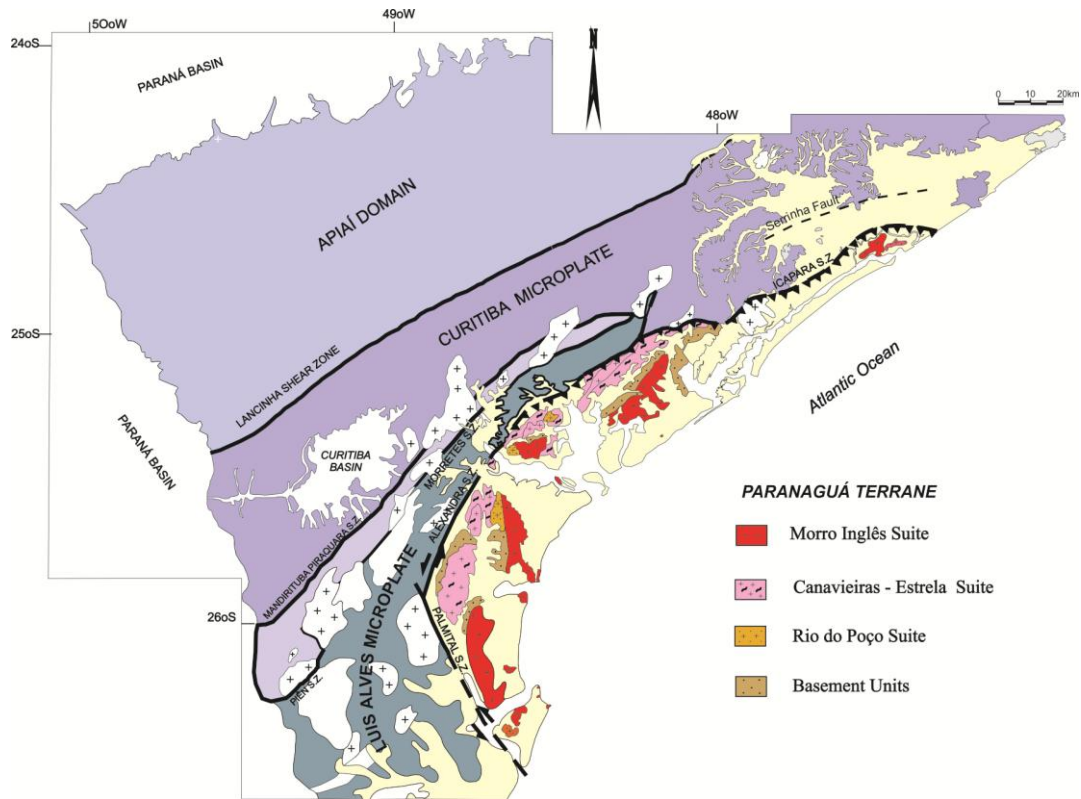 50oW
49oW
24oS
N
PARANÁ BASIN
0 10 20km
48oW
APIAÍ DOMAIN
Serrinha Fault
CURITIBA MICROPLATE
ICAPARA S.Z.
25oS
LANCINHA SHEAR ZONE
Atlantic Ocean
PARANÁ BASIN
CURITIBA
BASIN
MORRETES S.Z.
ALEXANDRA S.Z.
MANDIRITUBA PIRAQUARA S.Z.
PARANAGUÁ TERRANE
Morro Inglês Suite
Canavieiras - Estrela Suite
Rio do Poço Suite
Basement Units
26oS
LUIS ALVES MICROPLATE
PALMITAL S.Z.
PIÊN S.Z.